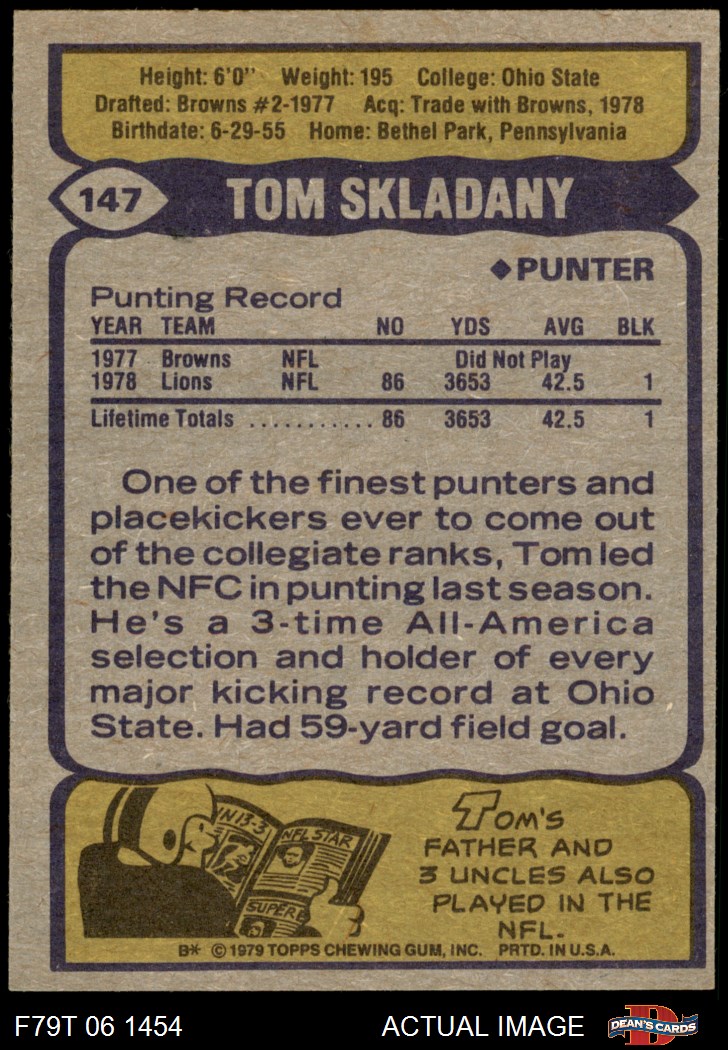 Height: 6'0" Weight: 195 College: Ohio State
Drafted: Browns #2-1977 Acq: Trade with Browns, 1978
Birthdate: 6-29-55 Home: Bethel Park, Pennsylvania
147 TOM SKLADANY
◆PUNTER
Punting Record
YEAR TEAM NO YDS AVG BLK
1977 Browns NFL Did Not Play
1978 Lions NFL 86 3653 42.5 1
Lifetime Totals ........... 86 3653 42.5 1
One of the finest punters and
placekickers ever to come out
of the collegiate ranks, Tom led
the NFC in punting last season.
He's a 3-time All-America
selection and holder of every
major kicking record at Ohio
State. Had 59-yard field goal.
N 13-3
NFL STAR
SUPERB
TOM'S
FATHER AND
3 UNCLES ALSO
PLAYED IN THE
NFL.
B* © 1979 TOPPS CHEWING GUM, INC. PRTD. IN U.S.A.
F79T 06 1454 ACTUAL IMAGE DEAN'S CARDS